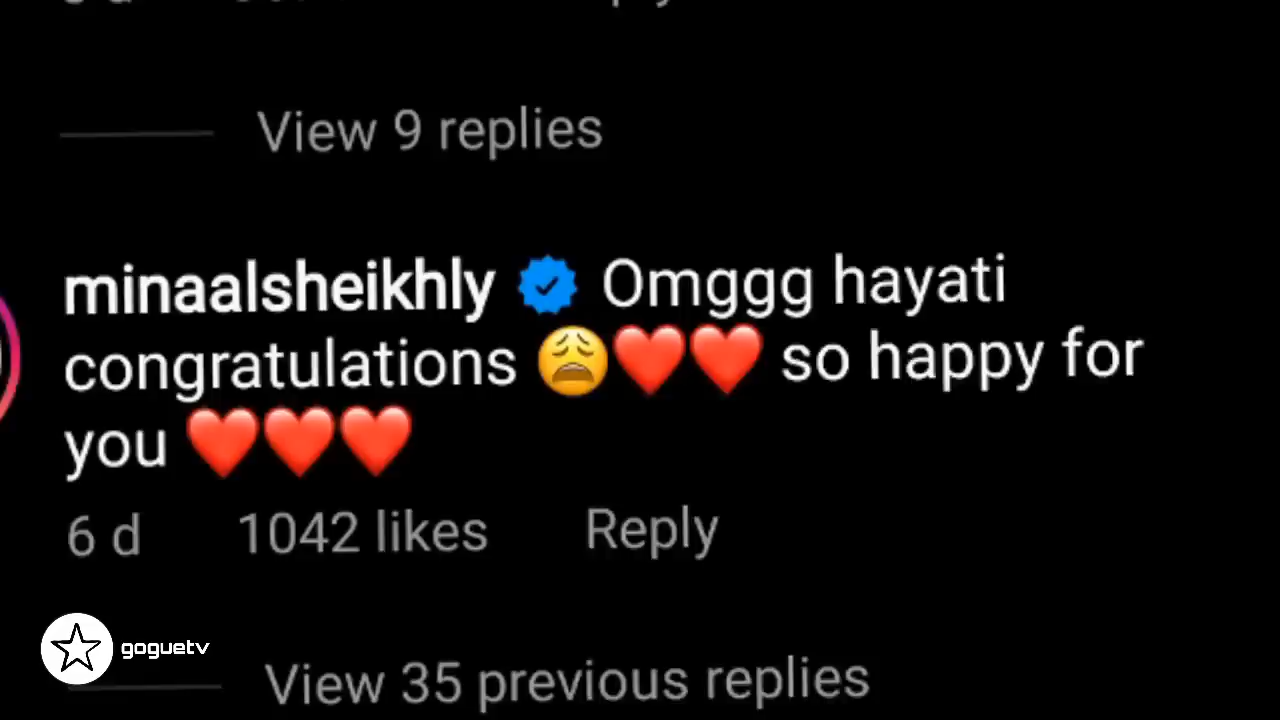 View 9 replies
minaalsheikhly Omggg hayati
congratulations 😩❤️❤️ so happy for
you ❤️❤️❤️
6 d 1042 likes Reply
View 35 previous replies
goguetv